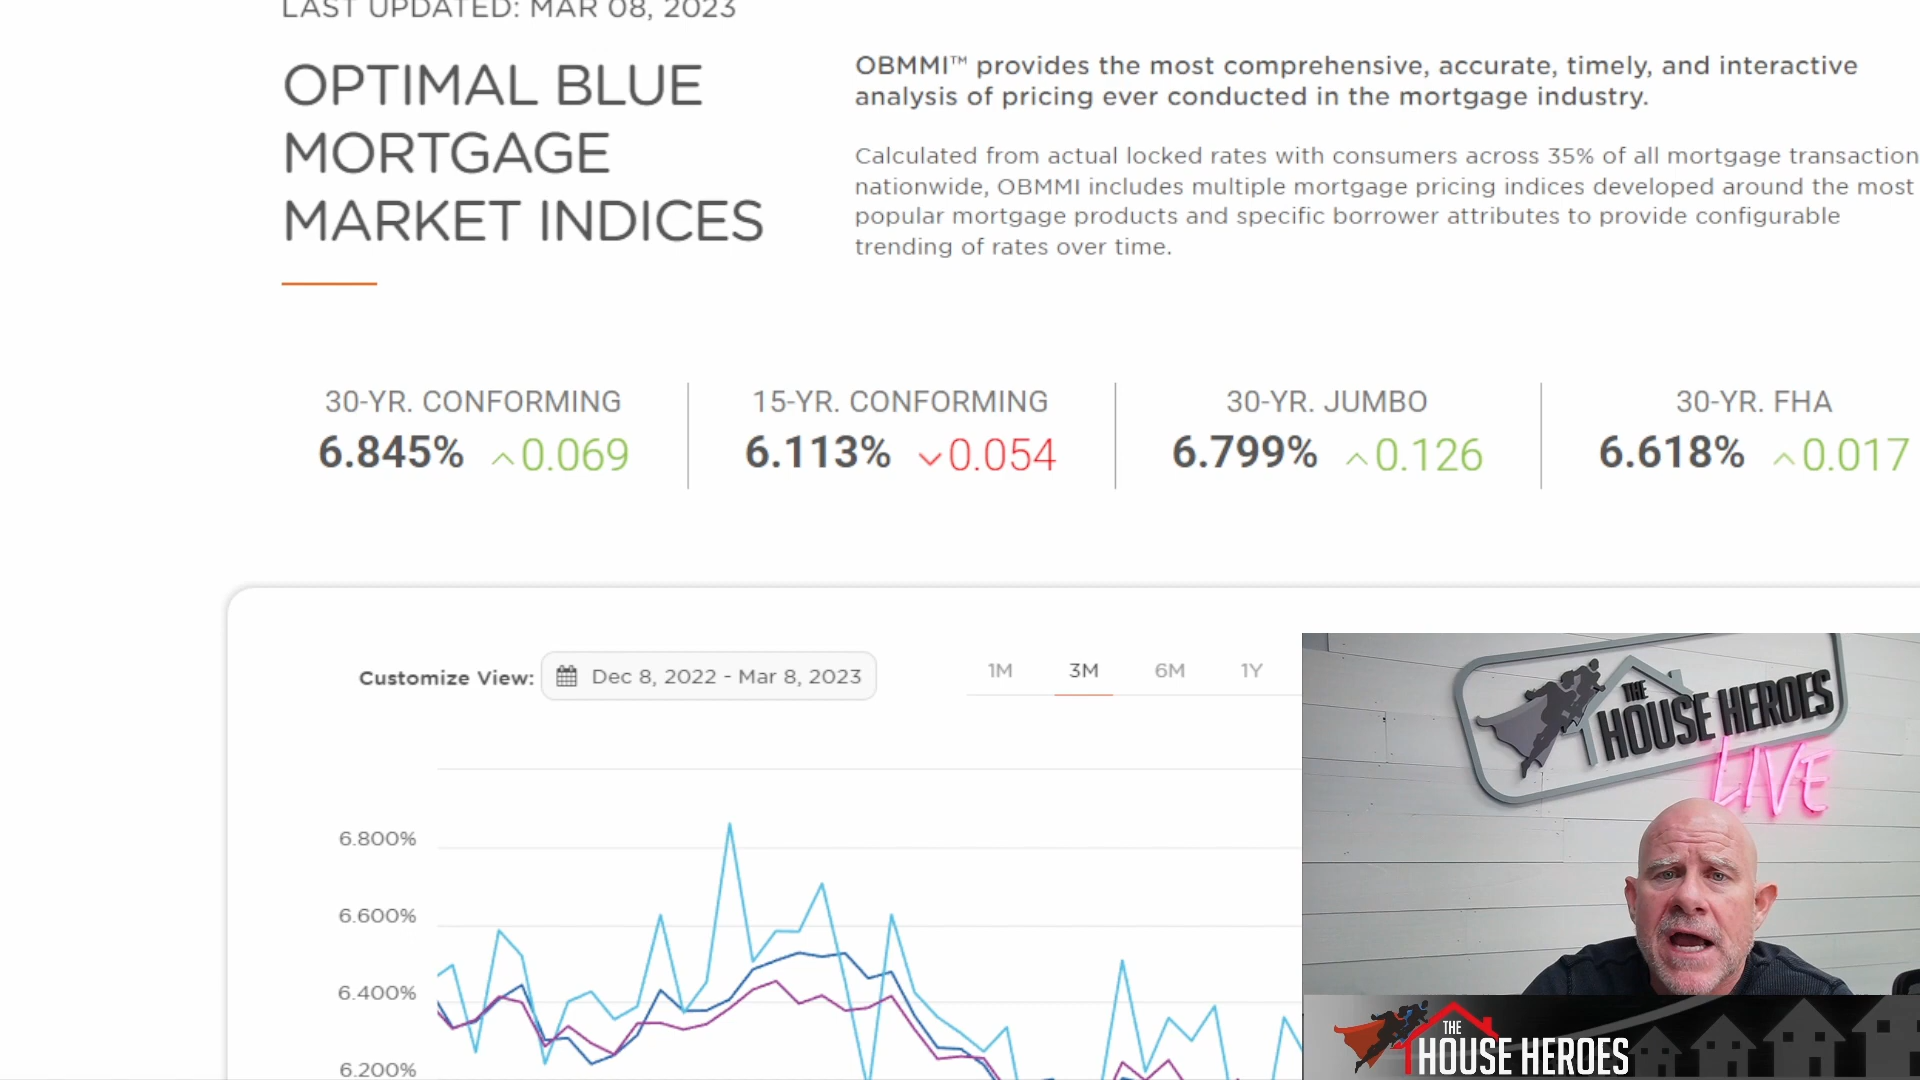 LAST UPDATED: MAR 08, 2023
OPTIMAL BLUE
MORTGAGE
MARKET INDICES
OBMMI™ provides the most comprehensive, accurate, timely, and interactive
analysis of pricing ever conducted in the mortgage industry.
Calculated from actual locked rates with consumers across 35% of all mortgage transaction
nationwide, OBMMI includes multiple mortgage pricing indices developed around the most
popular mortgage products and specific borrower attributes to provide configurable
trending of rates over time.
30-YR. CONFORMING
6.845% 0.069
15-YR. CONFORMING
6.113% 0.054
30-YR. JUMBO
6.799% 0.126
30-YR. FHA
6.618% 0.017
Customize View: Dec 8, 2022 - Mar 8, 2023
1M 3M 6M 1Y
6.800%
6.600%
6.400%
6.200%
THE
HOUSE HEROES
LIVE
THE
HOUSE HEROES